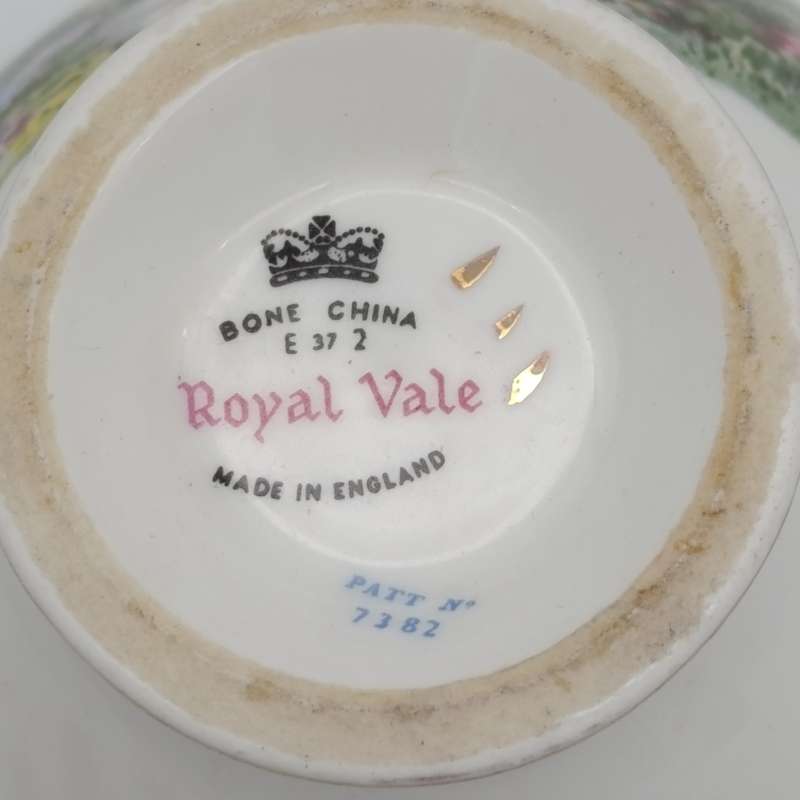 BONE CHINA
E 37 2
Royal Vale
MADE IN ENGLAND
PATT Nº
7382